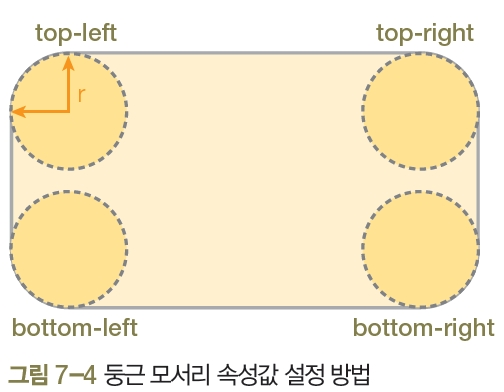 top-left
top-right
r
bottom-left
bottom-right
그림 7-4 둥근 모서리 속성값 설정 방법